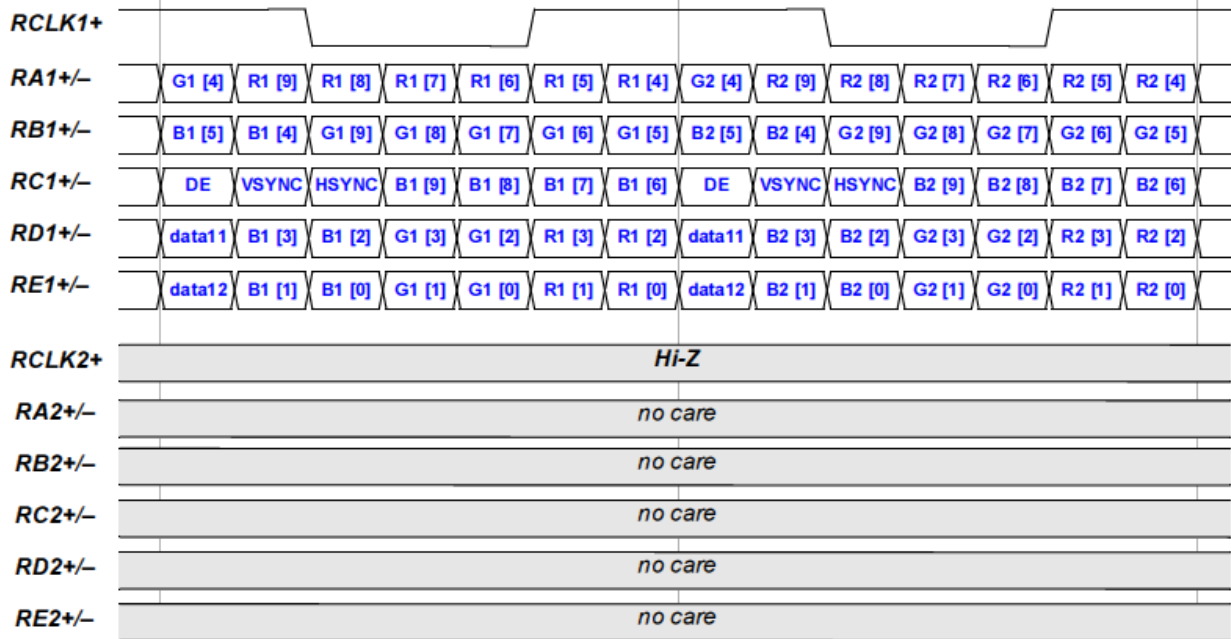 RCLK1+
RA1+/– G1 [4] R1 [9] R1 [8] R1 [7] R1 [6] R1 [5] R1 [4] G2 [4] R2 [9] R2 [8] R2 [7] R2 [6] R2 [5] R2 [4]
RB1+/– B1 [5] B1 [4] G1 [9] G1 [8] G1 [7] G1 [6] G1 [5] B2 [5] B2 [4] G2 [9] G2 [8] G2 [7] G2 [6] G2 [5]
RC1+/– DE VSYNC HSYNC B1 [9] B1 [8] B1 [7] B1 [6] DE VSYNC HSYNC B2 [9] B2 [8] B2 [7] B2 [6]
RD1+/– data11 B1 [3] B1 [2] G1 [3] G1 [2] R1 [3] R1 [2] data11 B2 [3] B2 [2] G2 [3] G2 [2] R2 [3] R2 [2]
RE1+/– data12 B1 [1] B1 [0] G1 [1] G1 [0] R1 [1] R1 [0] data12 B2 [1] B2 [0] G2 [1] G2 [0] R2 [1] R2 [0]
RCLK2+ Hi-Z
RA2+/– no care
RB2+/– no care
RC2+/– no care
RD2+/– no care
RE2+/– no care